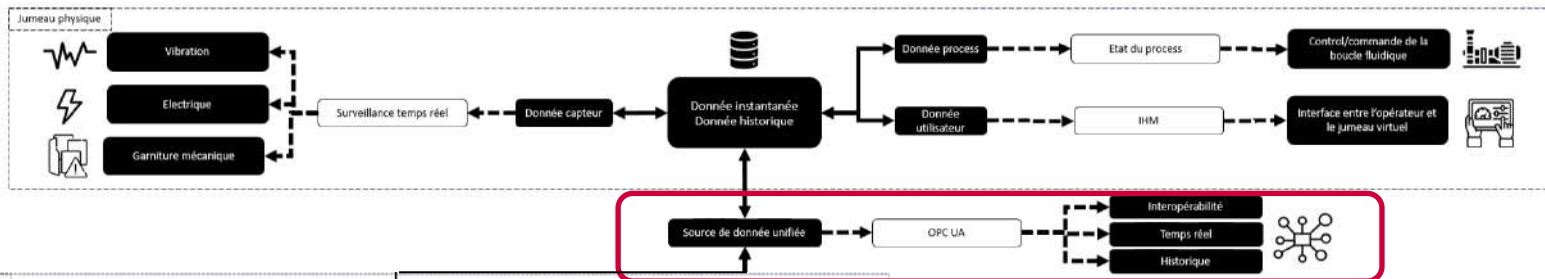 Jumeau physique
Vibration
Electrique
Garniture mécanique
Surveillance temps réel
Donnée capteur
Donnée instantanée
Donnée historique
Donnée process
Etat du process
Control/commande de la
boucle fluidique
Donnée
utilisateur
IHM
Interface entre l'opérateur et
le jumeau virtuel
Source de donnée unifiée
OPC UA
Interopérabilité
Temps réel
Historique